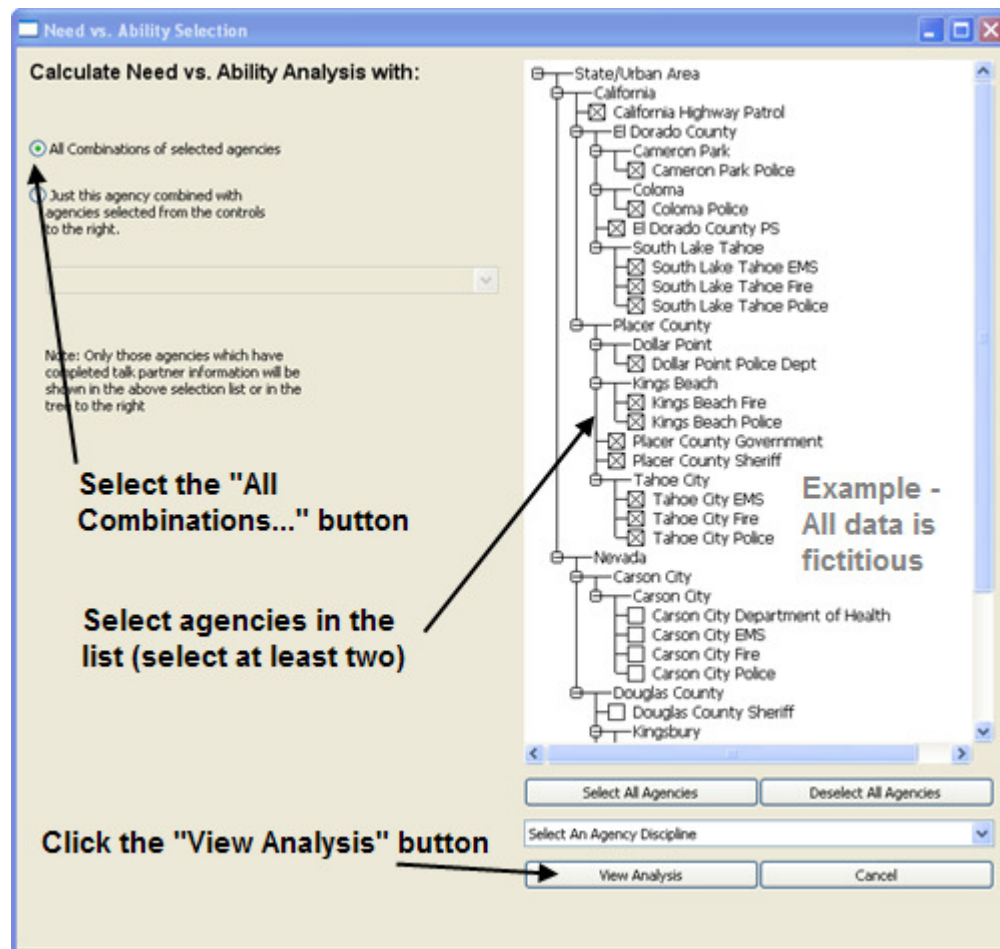 Need vs. Ability Selection
Calculate Need vs. Ability Analysis with:
All Combinations of selected agencies
Just this agency combined with
agencies selected from the controls
to the right.
Note: Only those agencies which have
completed talk partner information will be
shown in the above selection list or in the
tree to the right
Select the "All
Combinations..." button
Select agencies in the
list (select at least two)
Click the "View Analysis" button
State/Urban Area
California
California Highway Patrol
El Dorado County
Cameron Park
Cameron Park Police
Coloma
Coloma Police
El Dorado County PS
South Lake Tahoe
South Lake Tahoe EMS
South Lake Tahoe Fire
South Lake Tahoe Police
Placer County
Dollar Point
Dollar Point Police Dept
Kings Beach
Kings Beach Fire
Kings Beach Police
Placer County Government
Placer County Sheriff
Tahoe City
Tahoe City EMS
Tahoe City Fire
Tahoe City Police
Nevada
Carson City
Carson City
Carson City Department of Health
Carson City EMS
Carson City Fire
Carson City Police
Douglas County
Douglas County Sheriff
Kingsbury
Example -
All data is
fictitious
Select All Agencies
Deselect All Agencies
Select An Agency Discipline
View Analysis
Cancel